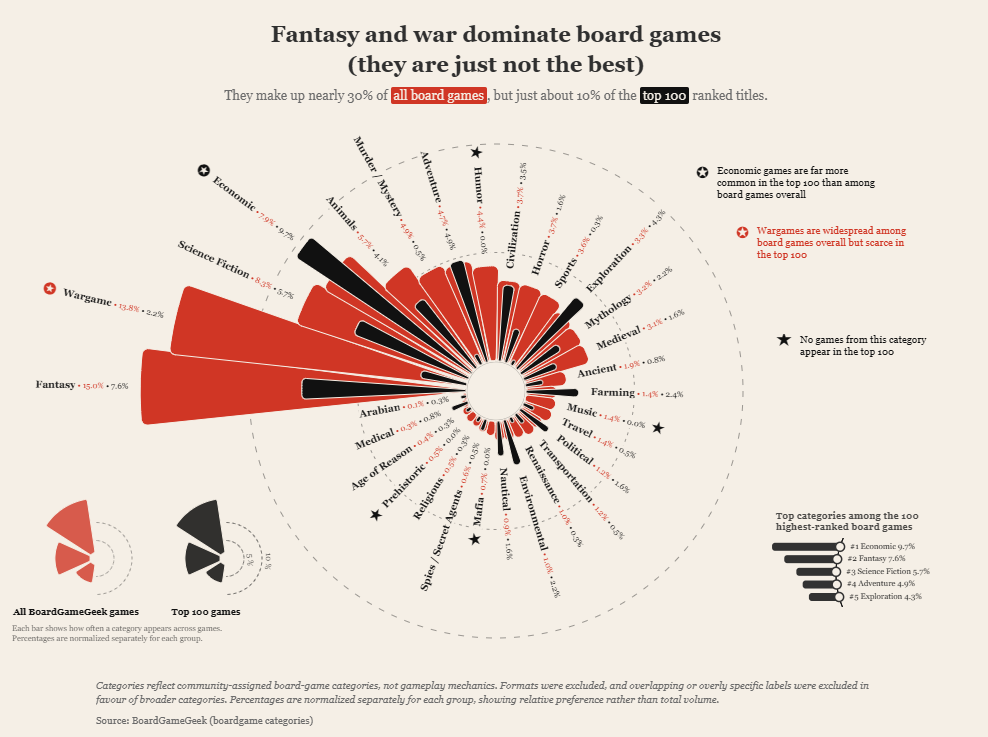 Fantasy and war dominate board games
(they are just not the best)
They make up nearly 30% of all board games, but just about 10% of the top 100 ranked titles.
Fantasy • 15.0% • 7.6%
Wargame • 13.8% • 2.2%
Science Fiction • 8.3% • 5.7%
Economic • 7.9% • 9.7%
Animals • 5.7% • 4.1%
Murder / Mystery • 4.9% • 0.5%
Adventure • 4.7% • 4.9%
Humor • 4.4% • 0.0%
Civilization • 3.7% • 3.5%
Horror • 3.7% • 1.6%
Sports • 3.6% • 0.3%
Exploration • 3.3% • 4.3%
Mythology • 3.2% • 2.2%
Medieval • 3.1% • 1.6%
Ancient • 1.9% • 0.8%
Farming • 1.4% • 2.4%
Music • 1.4% • 0.0%
Travel • 1.4% • 0.5%
Political • 1.2% • 1.6%
Transportation • 1.2% • 0.5%
Renaissance • 1.0% • 0.3%
Environmental • 1.0% • 2.2%
Nautical • 0.9% • 1.6%
Mafia • 0.7% • 0.0%
Spies / Secret Agents • 0.6% • 0.5%
Religious • 0.5% • 0.3%
Prehistoric • 0.5% • 0.0%
Age of Reason • 0.4% • 0.3%
Medical • 0.3% • 0.8%
Arabian • 0.1% • 0.3%
Economic games are far more
common in the top 100 than among
board games overall
Wargames are widespread among
board games overall but scarce in
the top 100
No games from this category
appear in the top 100
5%
10%
All BoardGameGeek games
Top 100 games
Each bar shows how often a category appears across games.
Percentages are normalized separately for each group.
Top categories among the 100
highest-ranked board games
#1 Economic 9.7%
#2 Fantasy 7.6%
#3 Science Fiction 5.7%
#4 Adventure 4.9%
#5 Exploration 4.3%
Categories reflect community-assigned board-game categories, not gameplay mechanics. Formats were excluded, and overlapping or overly specific labels were excluded in
favour of broader categories. Percentages are normalized separately for each group, showing relative preference rather than total volume.
Source: BoardGameGeek (boardgame categories)